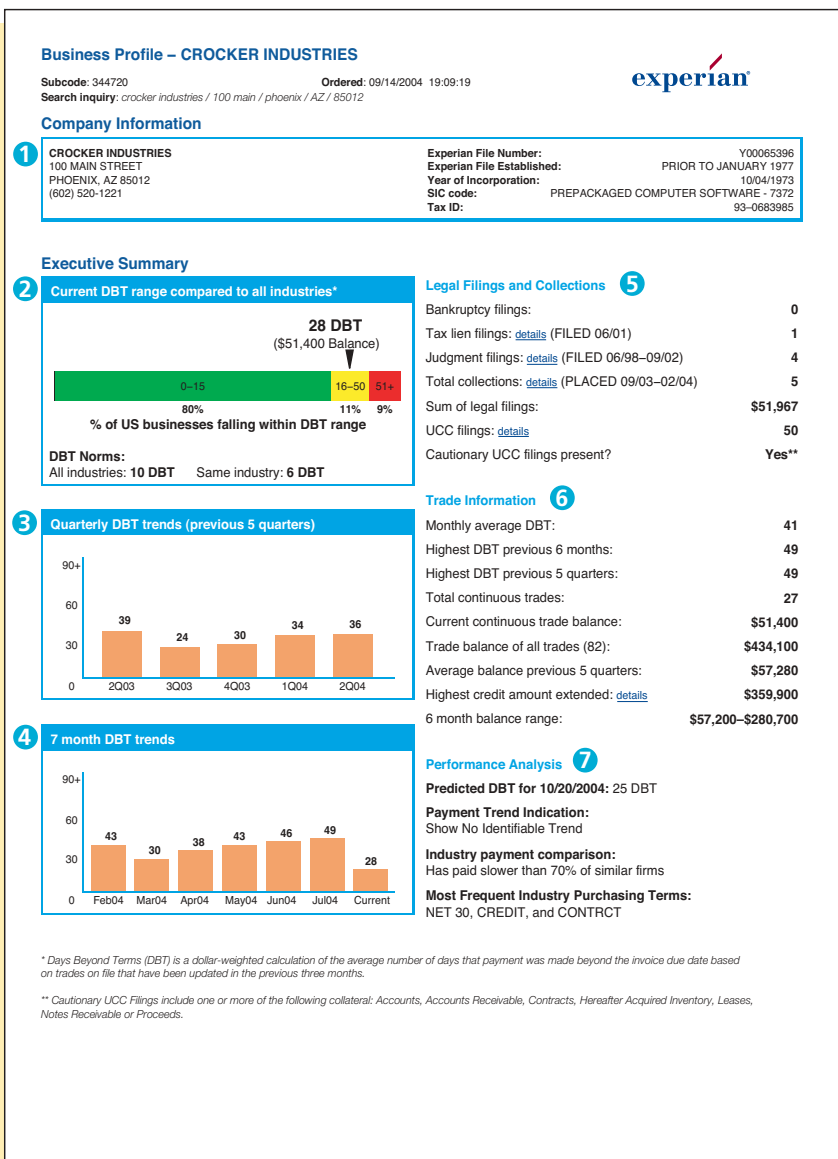 Business Profile – CROCKER INDUSTRIES
experian
Subcode: 344720 Ordered: 09/14/2004 19:09:19
Search inquiry: crocker industries / 100 main / phoenix / AZ / 85012
Company Information
1
CROCKER INDUSTRIES
100 MAIN STREET
PHOENIX, AZ 85012
(602) 520-1221
Experian File Number: Y00065396
Experian File Established: PRIOR TO JANUARY 1977
Year of Incorporation: 10/04/1973
SIC code: PREPACKAGED COMPUTER SOFTWARE - 7372
Tax ID: 93–0683985
Executive Summary
2 Current DBT range compared to all industries*
28 DBT
($51,400 Balance)
0–15 16–50 51+
80% 11% 9%
% of US businesses falling within DBT range
DBT Norms:
All industries: 10 DBT Same industry: 6 DBT
3 Quarterly DBT trends (previous 5 quarters)
90+
60
30
0
39 24 30 34 36
2Q03 3Q03 4Q03 1Q04 2Q04
4 7 month DBT trends
90+
60
30
0
43 30 38 43 46 49 28
Feb04 Mar04 Apr04 May04 Jun04 Jul04 Current
Legal Filings and Collections 5
Bankruptcy filings: 0
Tax lien filings: details (FILED 06/01) 1
Judgment filings: details (FILED 06/98–09/02) 4
Total collections: details (PLACED 09/03–02/04) 5
Sum of legal filings: $51,967
UCC filings: details 50
Cautionary UCC filings present? Yes**
Trade Information 6
Monthly average DBT: 41
Highest DBT previous 6 months: 49
Highest DBT previous 5 quarters: 49
Total continuous trades: 27
Current continuous trade balance: $51,400
Trade balance of all trades (82): $434,100
Average balance previous 5 quarters: $57,280
Highest credit amount extended: details $359,900
6 month balance range: $57,200–$280,700
Performance Analysis 7
Predicted DBT for 10/20/2004: 25 DBT
Payment Trend Indication:
Show No Identifiable Trend
Industry payment comparison:
Has paid slower than 70% of similar firms
Most Frequent Industry Purchasing Terms:
NET 30, CREDIT, and CONTRCT
* Days Beyond Terms (DBT) is a dollar-weighted calculation of the average number of days that payment was made beyond the invoice due date based
on trades on file that have been updated in the previous three months.
** Cautionary UCC Filings include one or more of the following collateral: Accounts, Accounts Receivable, Contracts, Hereafter Acquired Inventory, Leases,
Notes Receivable or Proceeds.